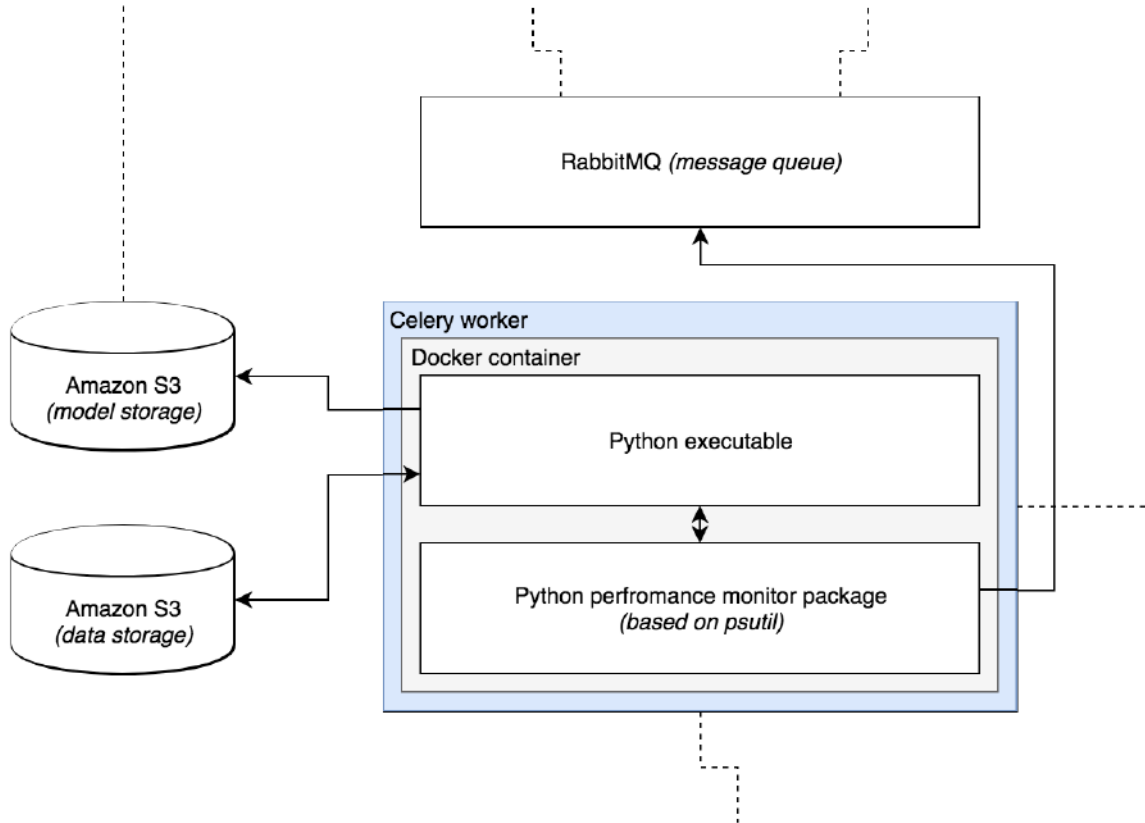 RabbitMQ (message queue)
Celery worker
Docker container
Amazon S3
(model storage)
Python executable
Amazon S3
(data storage)
Python perfromance monitor package
(based on psutil)